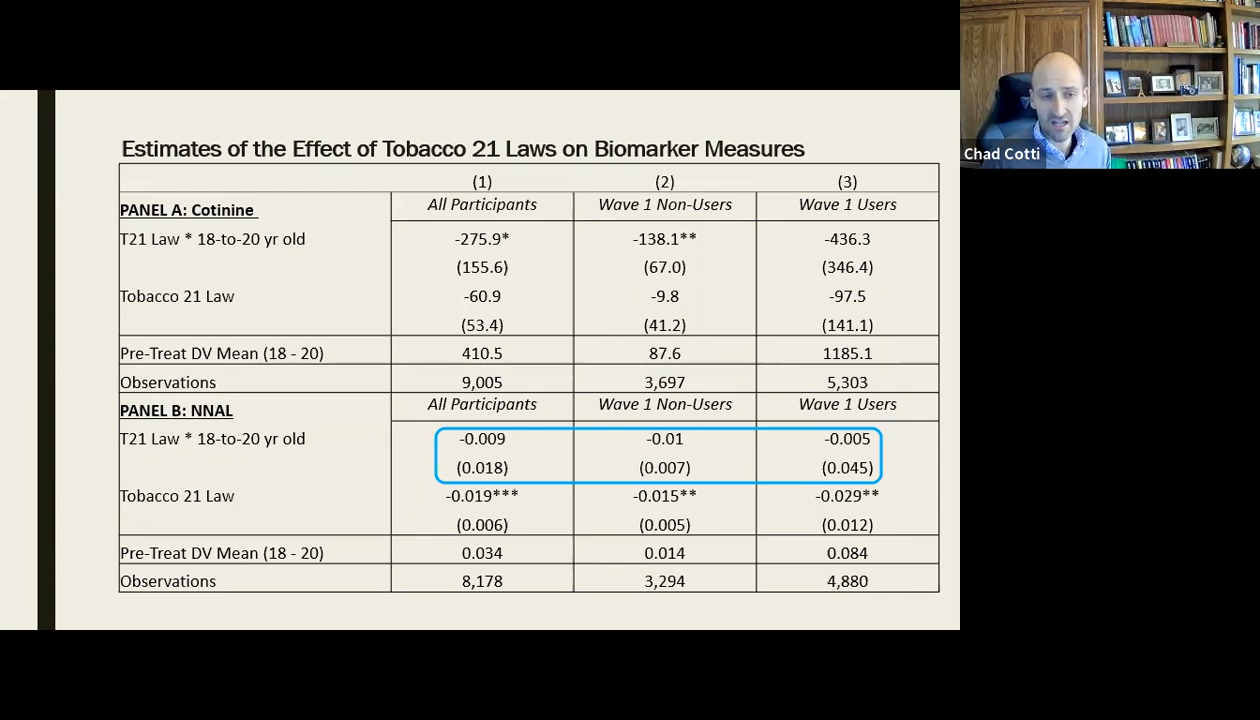 Chad Cotti
Estimates of the Effect of Tobacco 21 Laws on Biomarker Measures
(1) (2) (3)
PANEL A: Cotinine All Participants Wave 1 Non-Users Wave 1 Users
T21 Law * 18-to-20 yr old -275.9* -138.1** -436.3
(155.6) (67.0) (346.4)
Tobacco 21 Law -60.9 -9.8 -97.5
(53.4) (41.2) (141.1)
Pre-Treat DV Mean (18 - 20) 410.5 87.6 1185.1
Observations 9,005 3,697 5,303
PANEL B: NNAL All Participants Wave 1 Non-Users Wave 1 Users
T21 Law * 18-to-20 yr old -0.009 -0.01 -0.005
(0.018) (0.007) (0.045)
Tobacco 21 Law -0.019*** -0.015** -0.029**
(0.006) (0.005) (0.012)
Pre-Treat DV Mean (18 - 20) 0.034 0.014 0.084
Observations 8,178 3,294 4,880